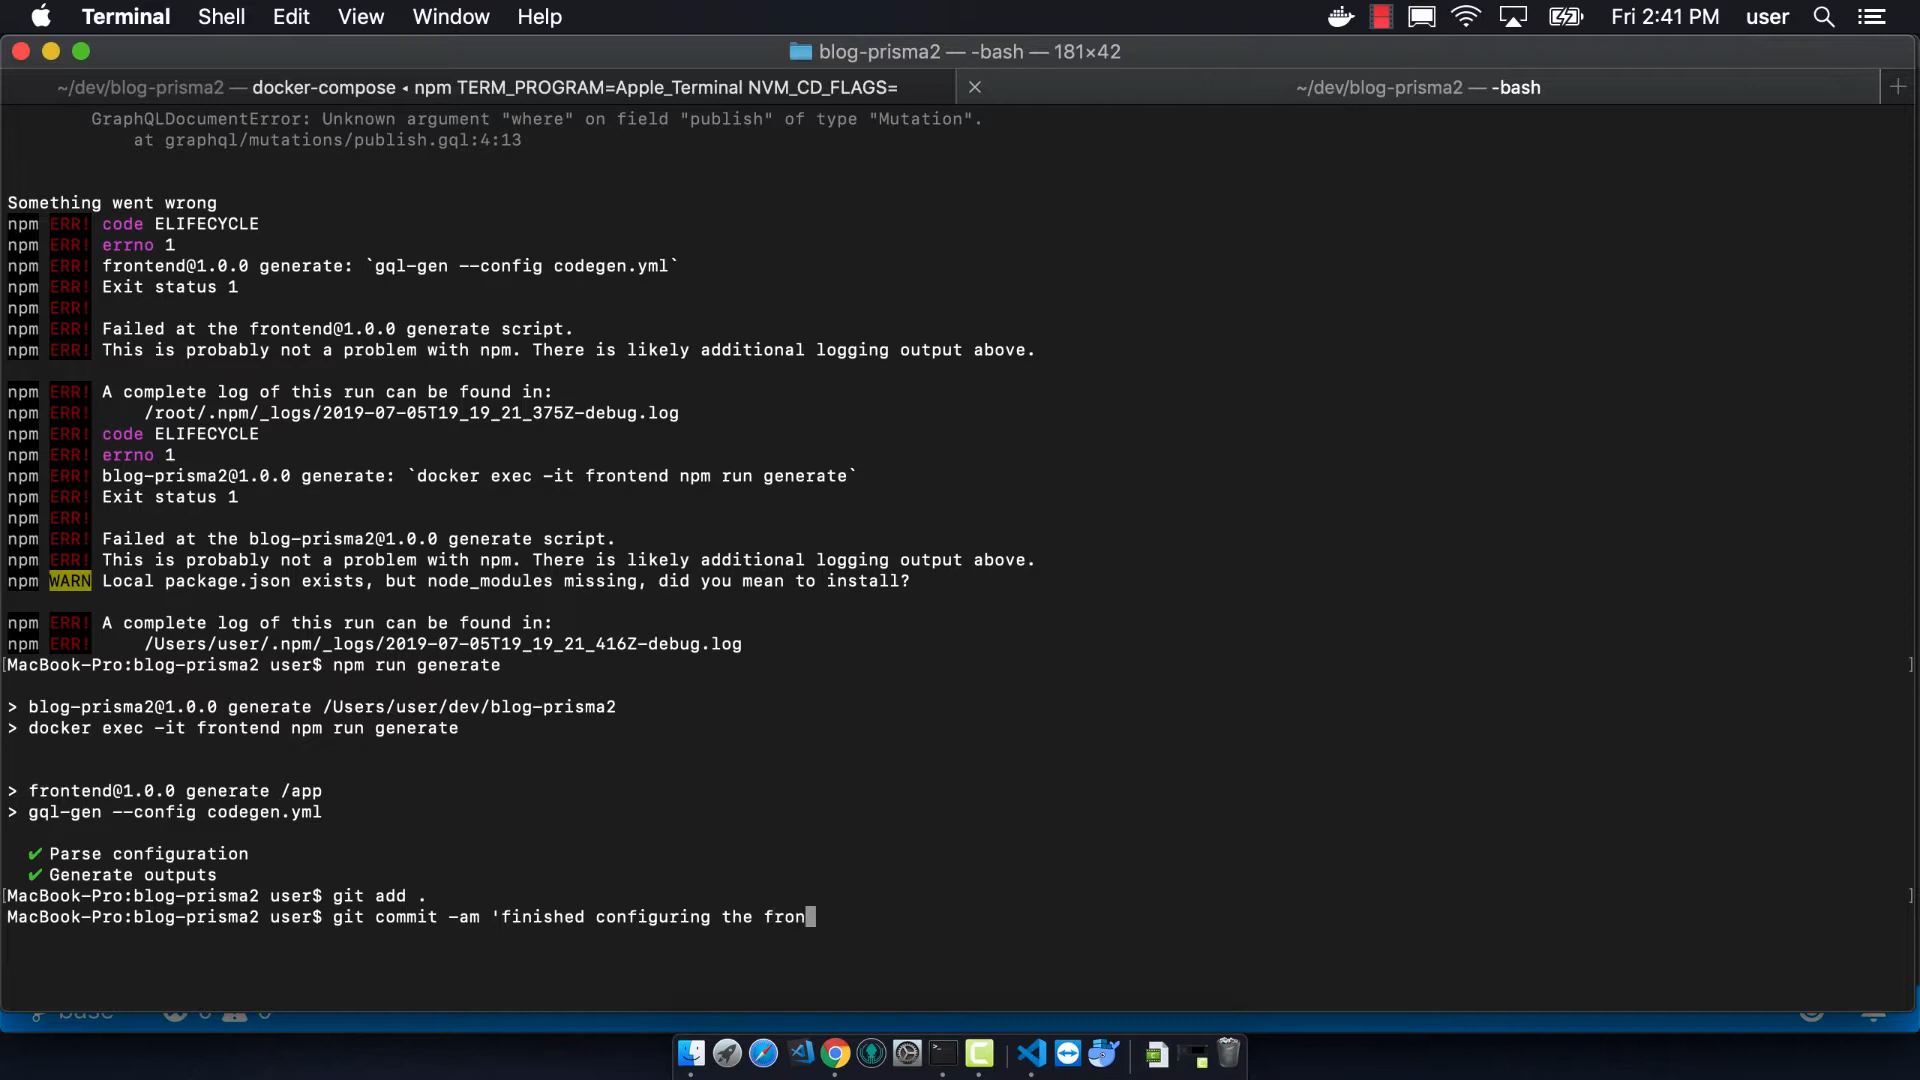 Terminal Shell Edit View Window Help Fri 2:41 PM user
blog-prisma2 — -bash — 181×42
~/dev/blog-prisma2 — docker-compose ◂ npm TERM_PROGRAM=Apple_Terminal NVM_CD_FLAGS=
~/dev/blog-prisma2 — -bash
GraphQLDocumentError: Unknown argument "where" on field "publish" of type "Mutation".
at graphql/mutations/publish.gql:4:13
Something went wrong
npm ERR! code ELIFECYCLE
npm ERR! errno 1
npm ERR! frontend@1.0.0 generate: `gql-gen --config codegen.yml`
npm ERR! Exit status 1
npm ERR!
npm ERR! Failed at the frontend@1.0.0 generate script.
npm ERR! This is probably not a problem with npm. There is likely additional logging output above.
npm ERR! A complete log of this run can be found in:
npm ERR! /root/.npm/_logs/2019-07-05T19_19_21_375Z-debug.log
npm ERR! code ELIFECYCLE
npm ERR! errno 1
npm ERR! blog-prisma2@1.0.0 generate: `docker exec -it frontend npm run generate`
npm ERR! Exit status 1
npm ERR!
npm ERR! Failed at the blog-prisma2@1.0.0 generate script.
npm ERR! This is probably not a problem with npm. There is likely additional logging output above.
npm WARN Local package.json exists, but node_modules missing, did you mean to install?
npm ERR! A complete log of this run can be found in:
npm ERR! /Users/user/.npm/_logs/2019-07-05T19_19_21_416Z-debug.log
[MacBook-Pro:blog-prisma2 user$ npm run generate ]
> blog-prisma2@1.0.0 generate /Users/user/dev/blog-prisma2
> docker exec -it frontend npm run generate
> frontend@1.0.0 generate /app
> gql-gen --config codegen.yml
✔ Parse configuration
✔ Generate outputs
[MacBook-Pro:blog-prisma2 user$ git add . ]
MacBook-Pro:blog-prisma2 user$ git commit -am 'finished configuring the fron